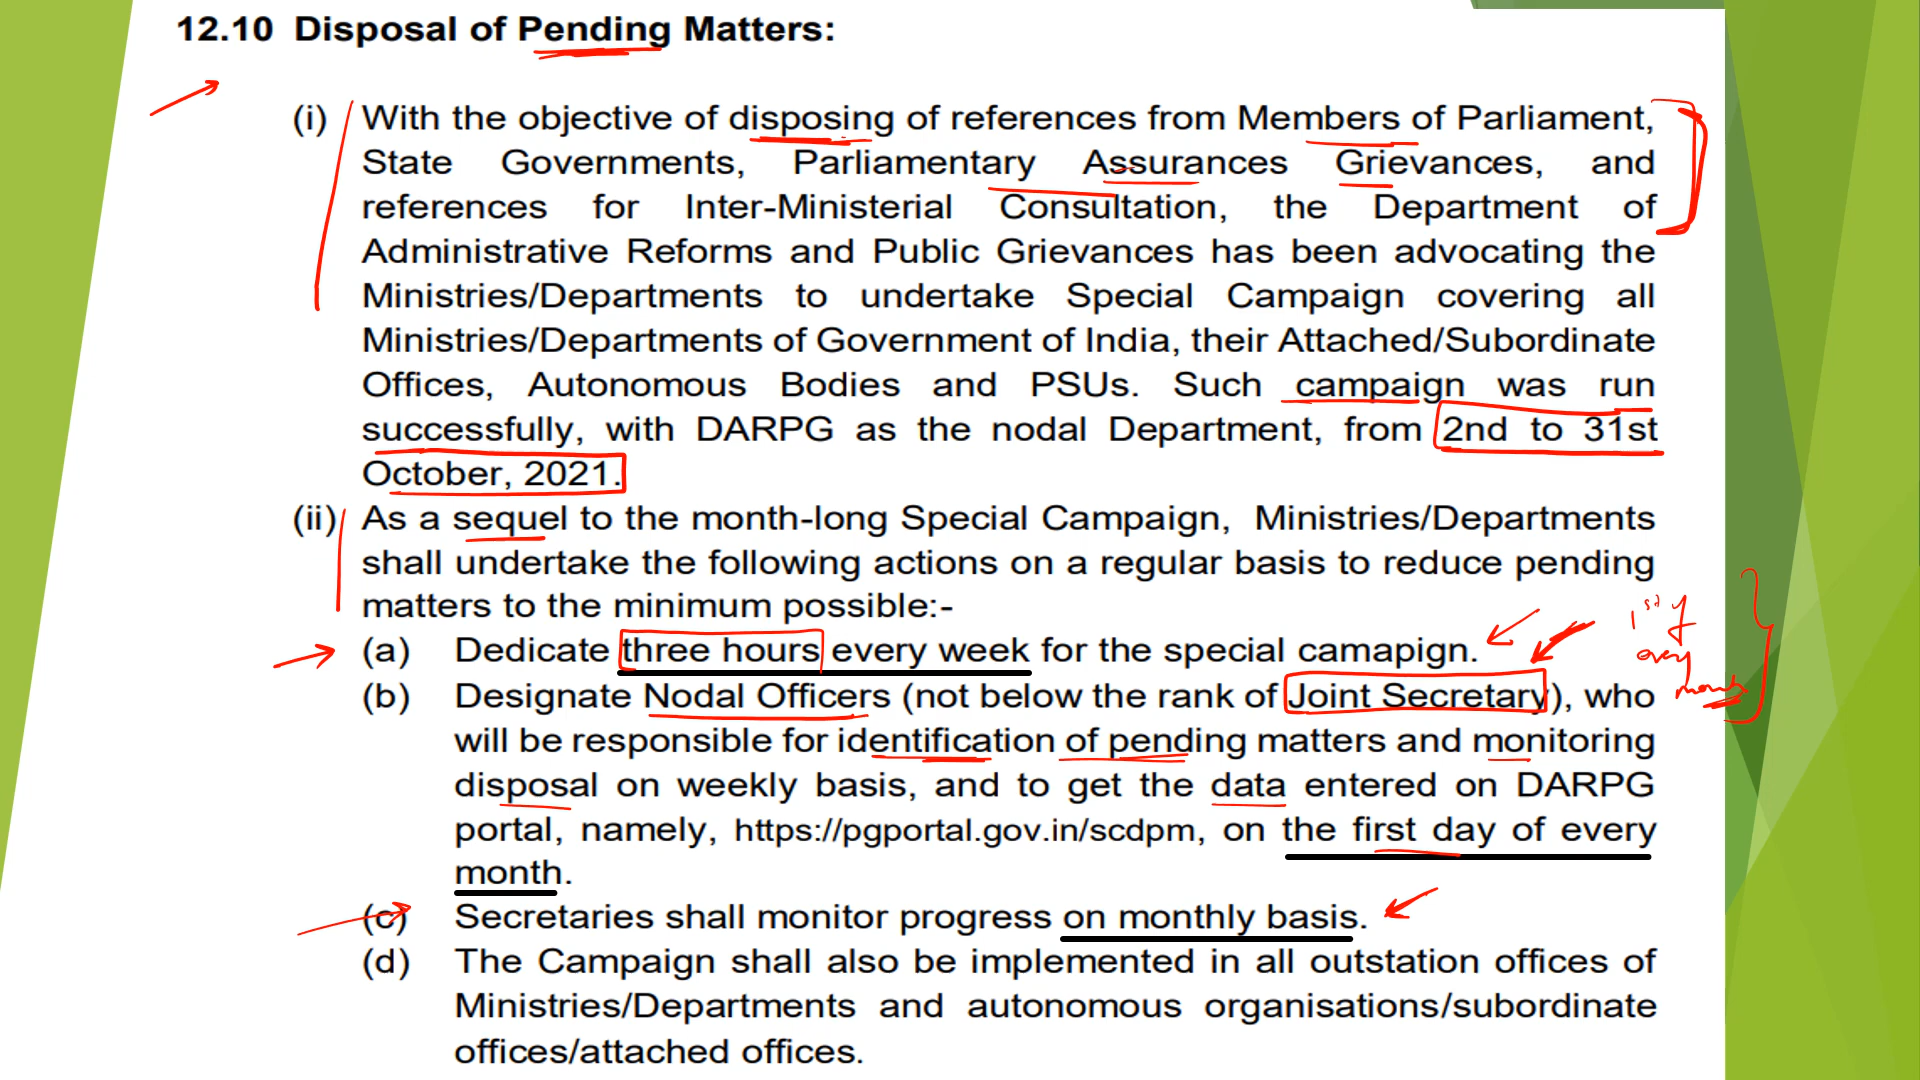 12.10 Disposal of Pending Matters:
(i) With the objective of disposing of references from Members of Parliament,
State Governments, Parliamentary Assurances Grievances, and
references for Inter-Ministerial Consultation, the Department of
Administrative Reforms and Public Grievances has been advocating the
Ministries/Departments to undertake Special Campaign covering all
Ministries/Departments of Government of India, their Attached/Subordinate
Offices, Autonomous Bodies and PSUs. Such campaign was run
successfully, with DARPG as the nodal Department, from 2nd to 31st
October, 2021.
(ii) As a sequel to the month-long Special Campaign, Ministries/Departments
shall undertake the following actions on a regular basis to reduce pending
matters to the minimum possible:-
(a) Dedicate three hours every week for the special camapign.
(b) Designate Nodal Officers (not below the rank of Joint Secretary), who
will be responsible for identification of pending matters and monitoring
disposal on weekly basis, and to get the data entered on DARPG
portal, namely, https://pgportal.gov.in/scdpm, on the first day of every
month.
(c) Secretaries shall monitor progress on monthly basis.
(d) The Campaign shall also be implemented in all outstation offices of
Ministries/Departments and autonomous organisations/subordinate
offices/attached offices.
1st of
every
month